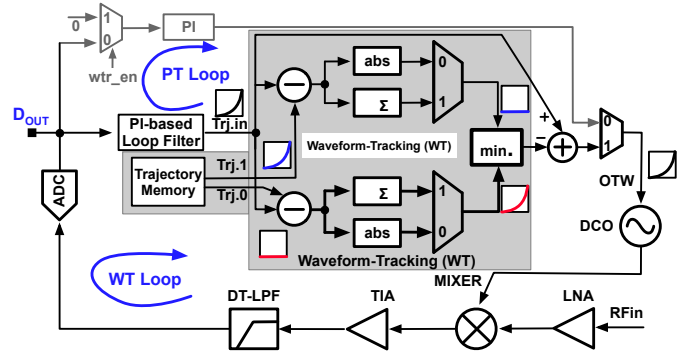 0
1
0
PI
wtr_en
PT Loop
D_OUT
PI-based
Loop Filter
Trj.in
abs
Σ
0
1
+
−
0
1
OTW
DCO
Waveform-Tracking (WT)
min.
−
+
Trajectory
Memory
Trj.1
Trj.0
−
Σ
abs
1
0
Waveform-Tracking (WT)
ADC
WT Loop
MIXER
DT-LPF
TIA
LNA
RFin